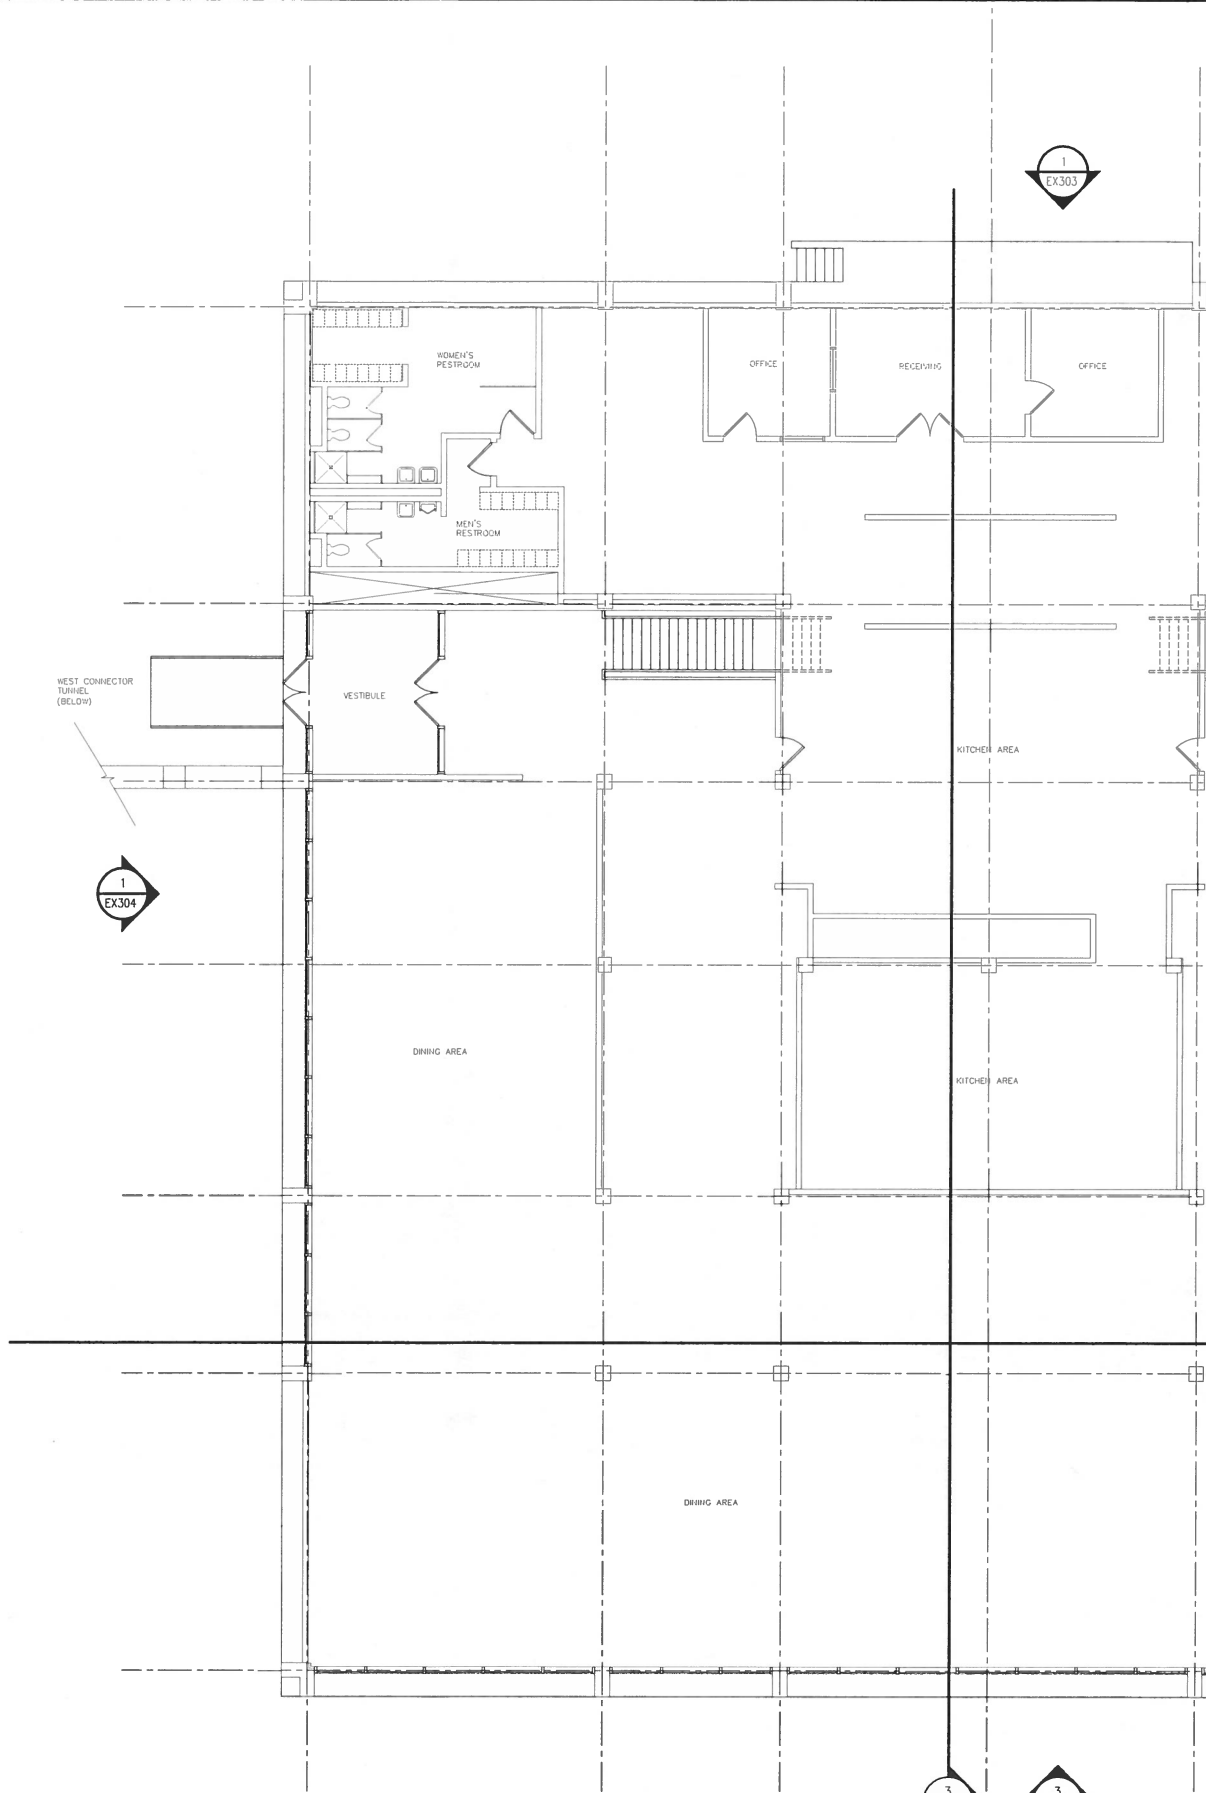 1
EX303
WOMEN'S
PESTROOM
OFFICE
RECEIVING
OFFICE
MEN'S
RESTROOM
WEST CONNECTOR
TUNNEL
(BELOW)
VESTIBULE
KITCHEN AREA
1
EX304
DINING AREA
KITCHEN AREA
DINING AREA
3
3